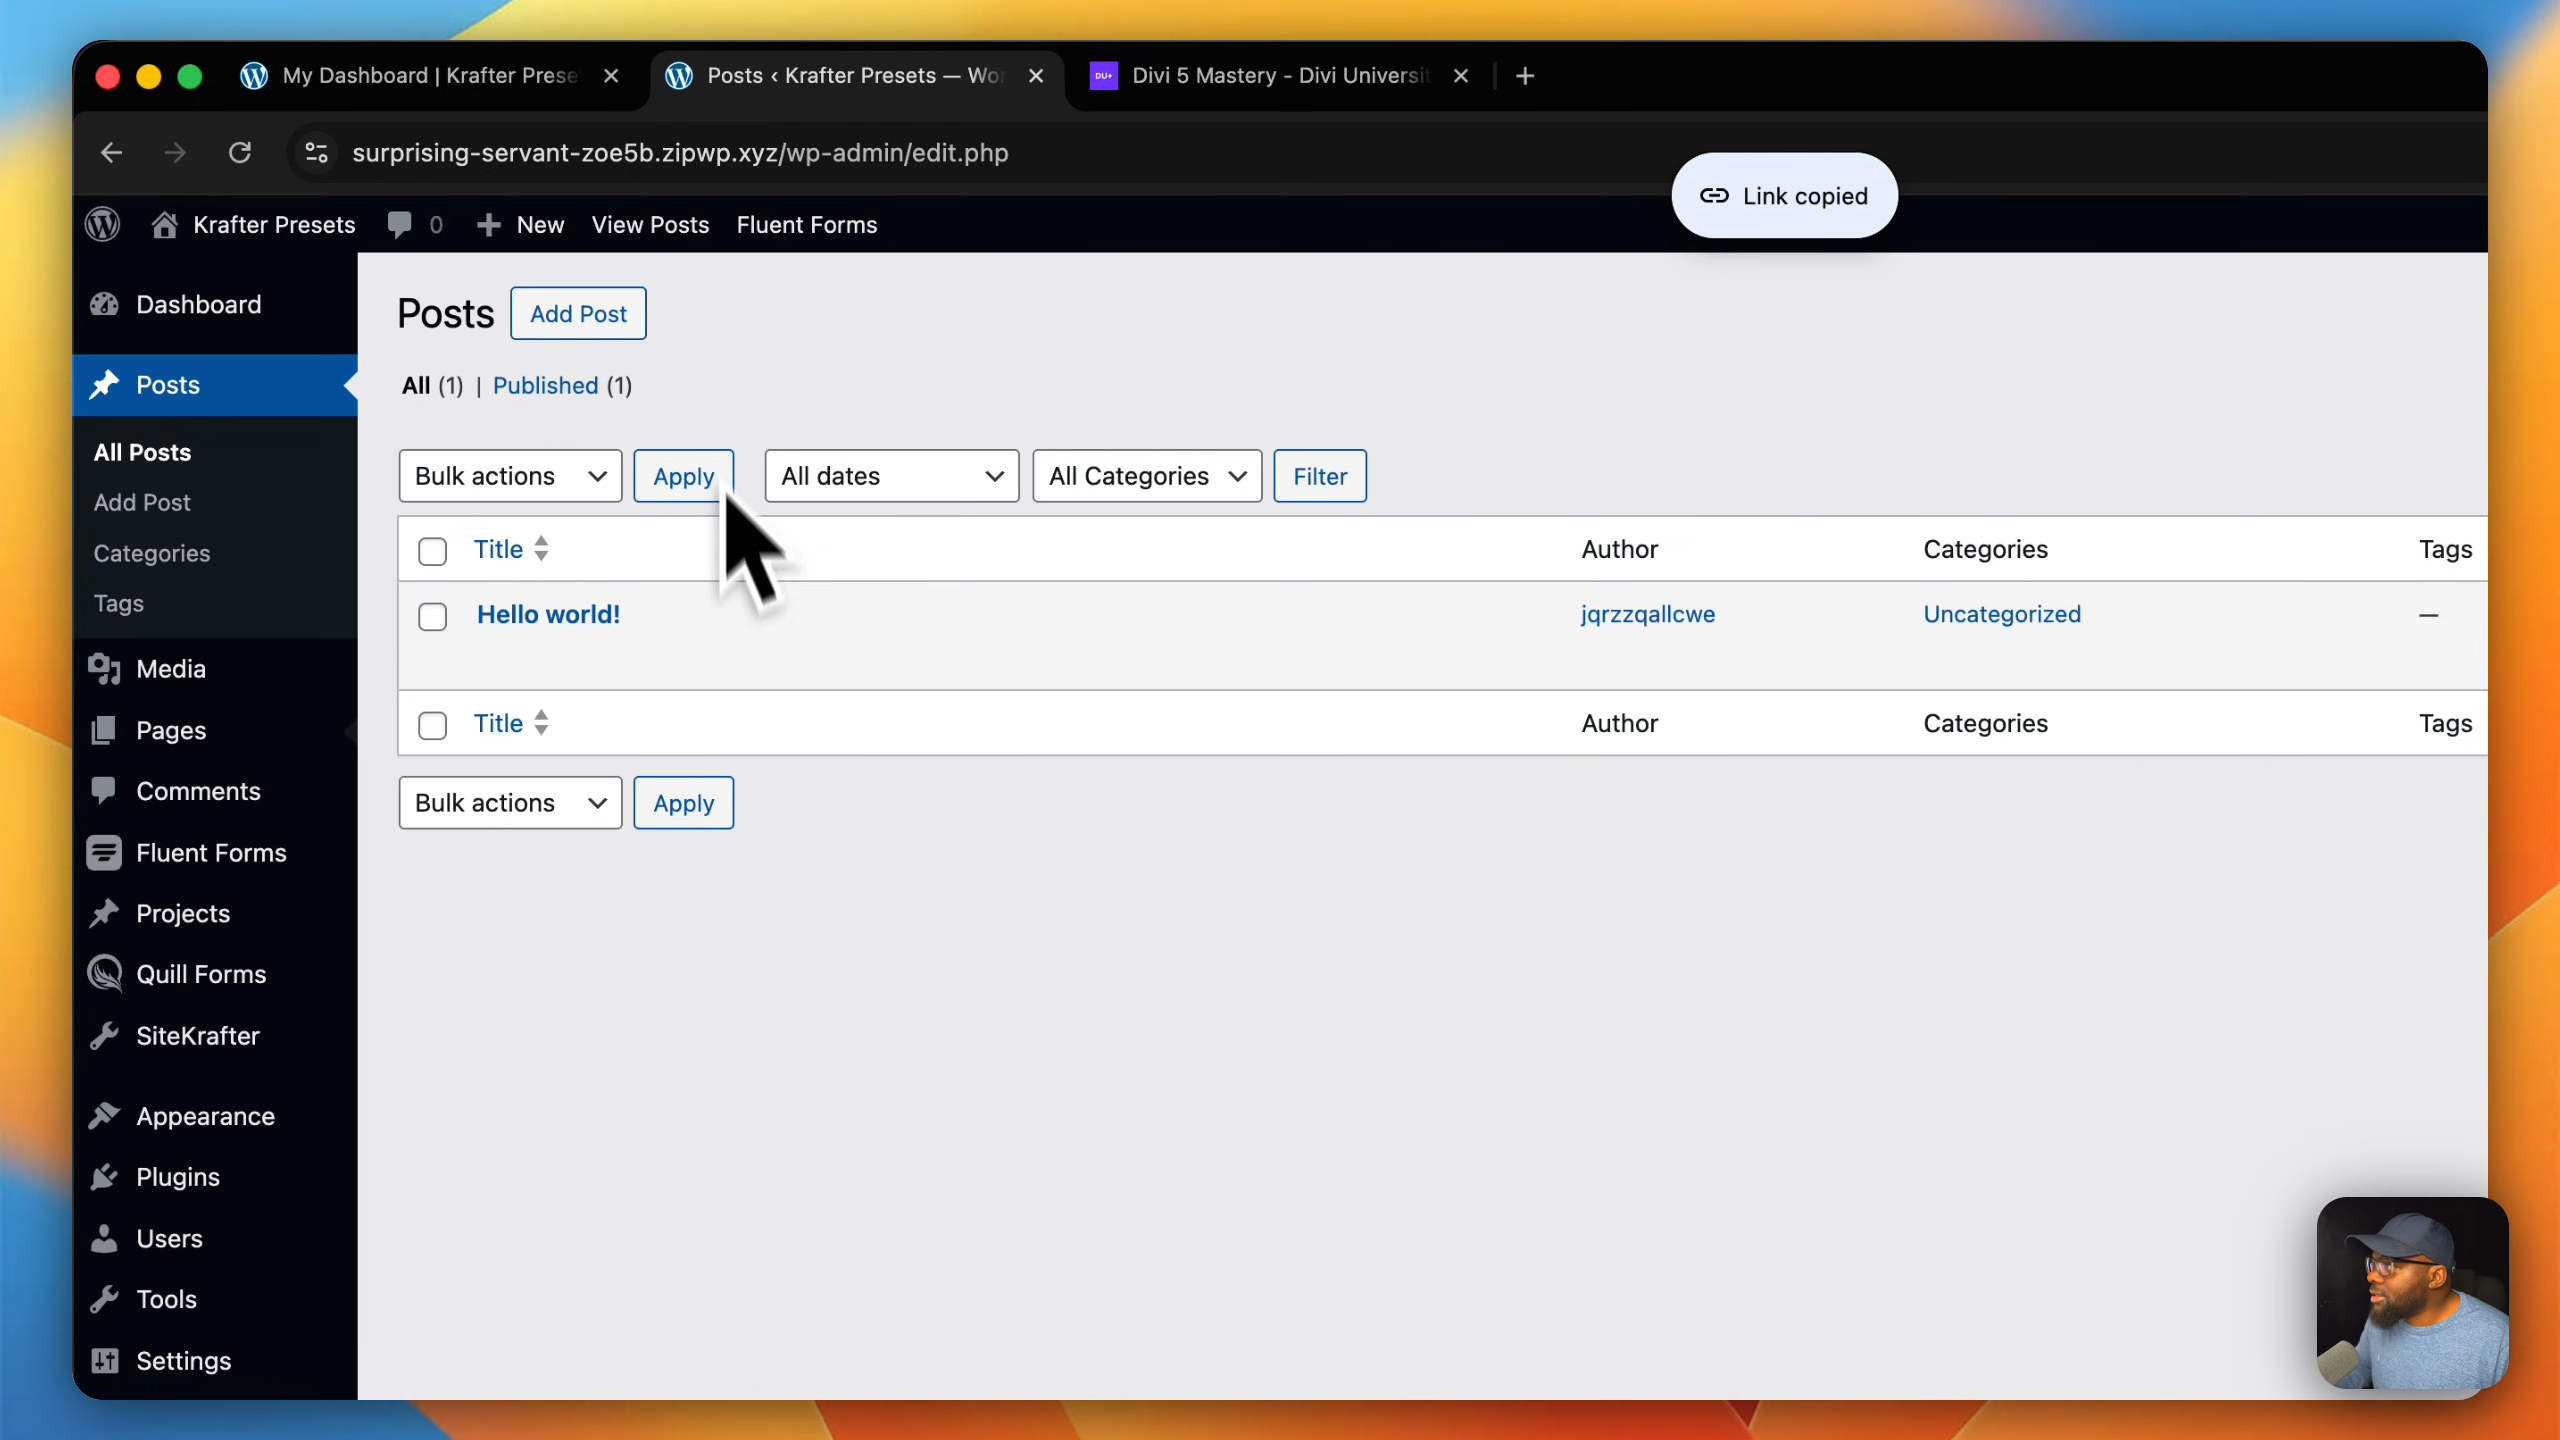 My Dashboard | Krafter Prese
Posts ‹ Krafter Presets — Wor
DU+
Divi 5 Mastery - Divi Universit
surprising-servant-zoe5b.zipwp.xyz/wp-admin/edit.php
Link copied
Krafter Presets
0
New
View Posts
Fluent Forms
Dashboard
Posts
All Posts
Add Post
Categories
Tags
Media
Pages
Comments
Fluent Forms
Projects
Quill Forms
SiteKrafter
Appearance
Plugins
Users
Tools
Settings
Posts
Add Post
All (1) | Published (1)
Bulk actions
Apply
All dates
All Categories
Filter
Title Author Categories Tags
Hello world! jqrzzqallcwe Uncategorized —
Title Author Categories Tags
Bulk actions
Apply